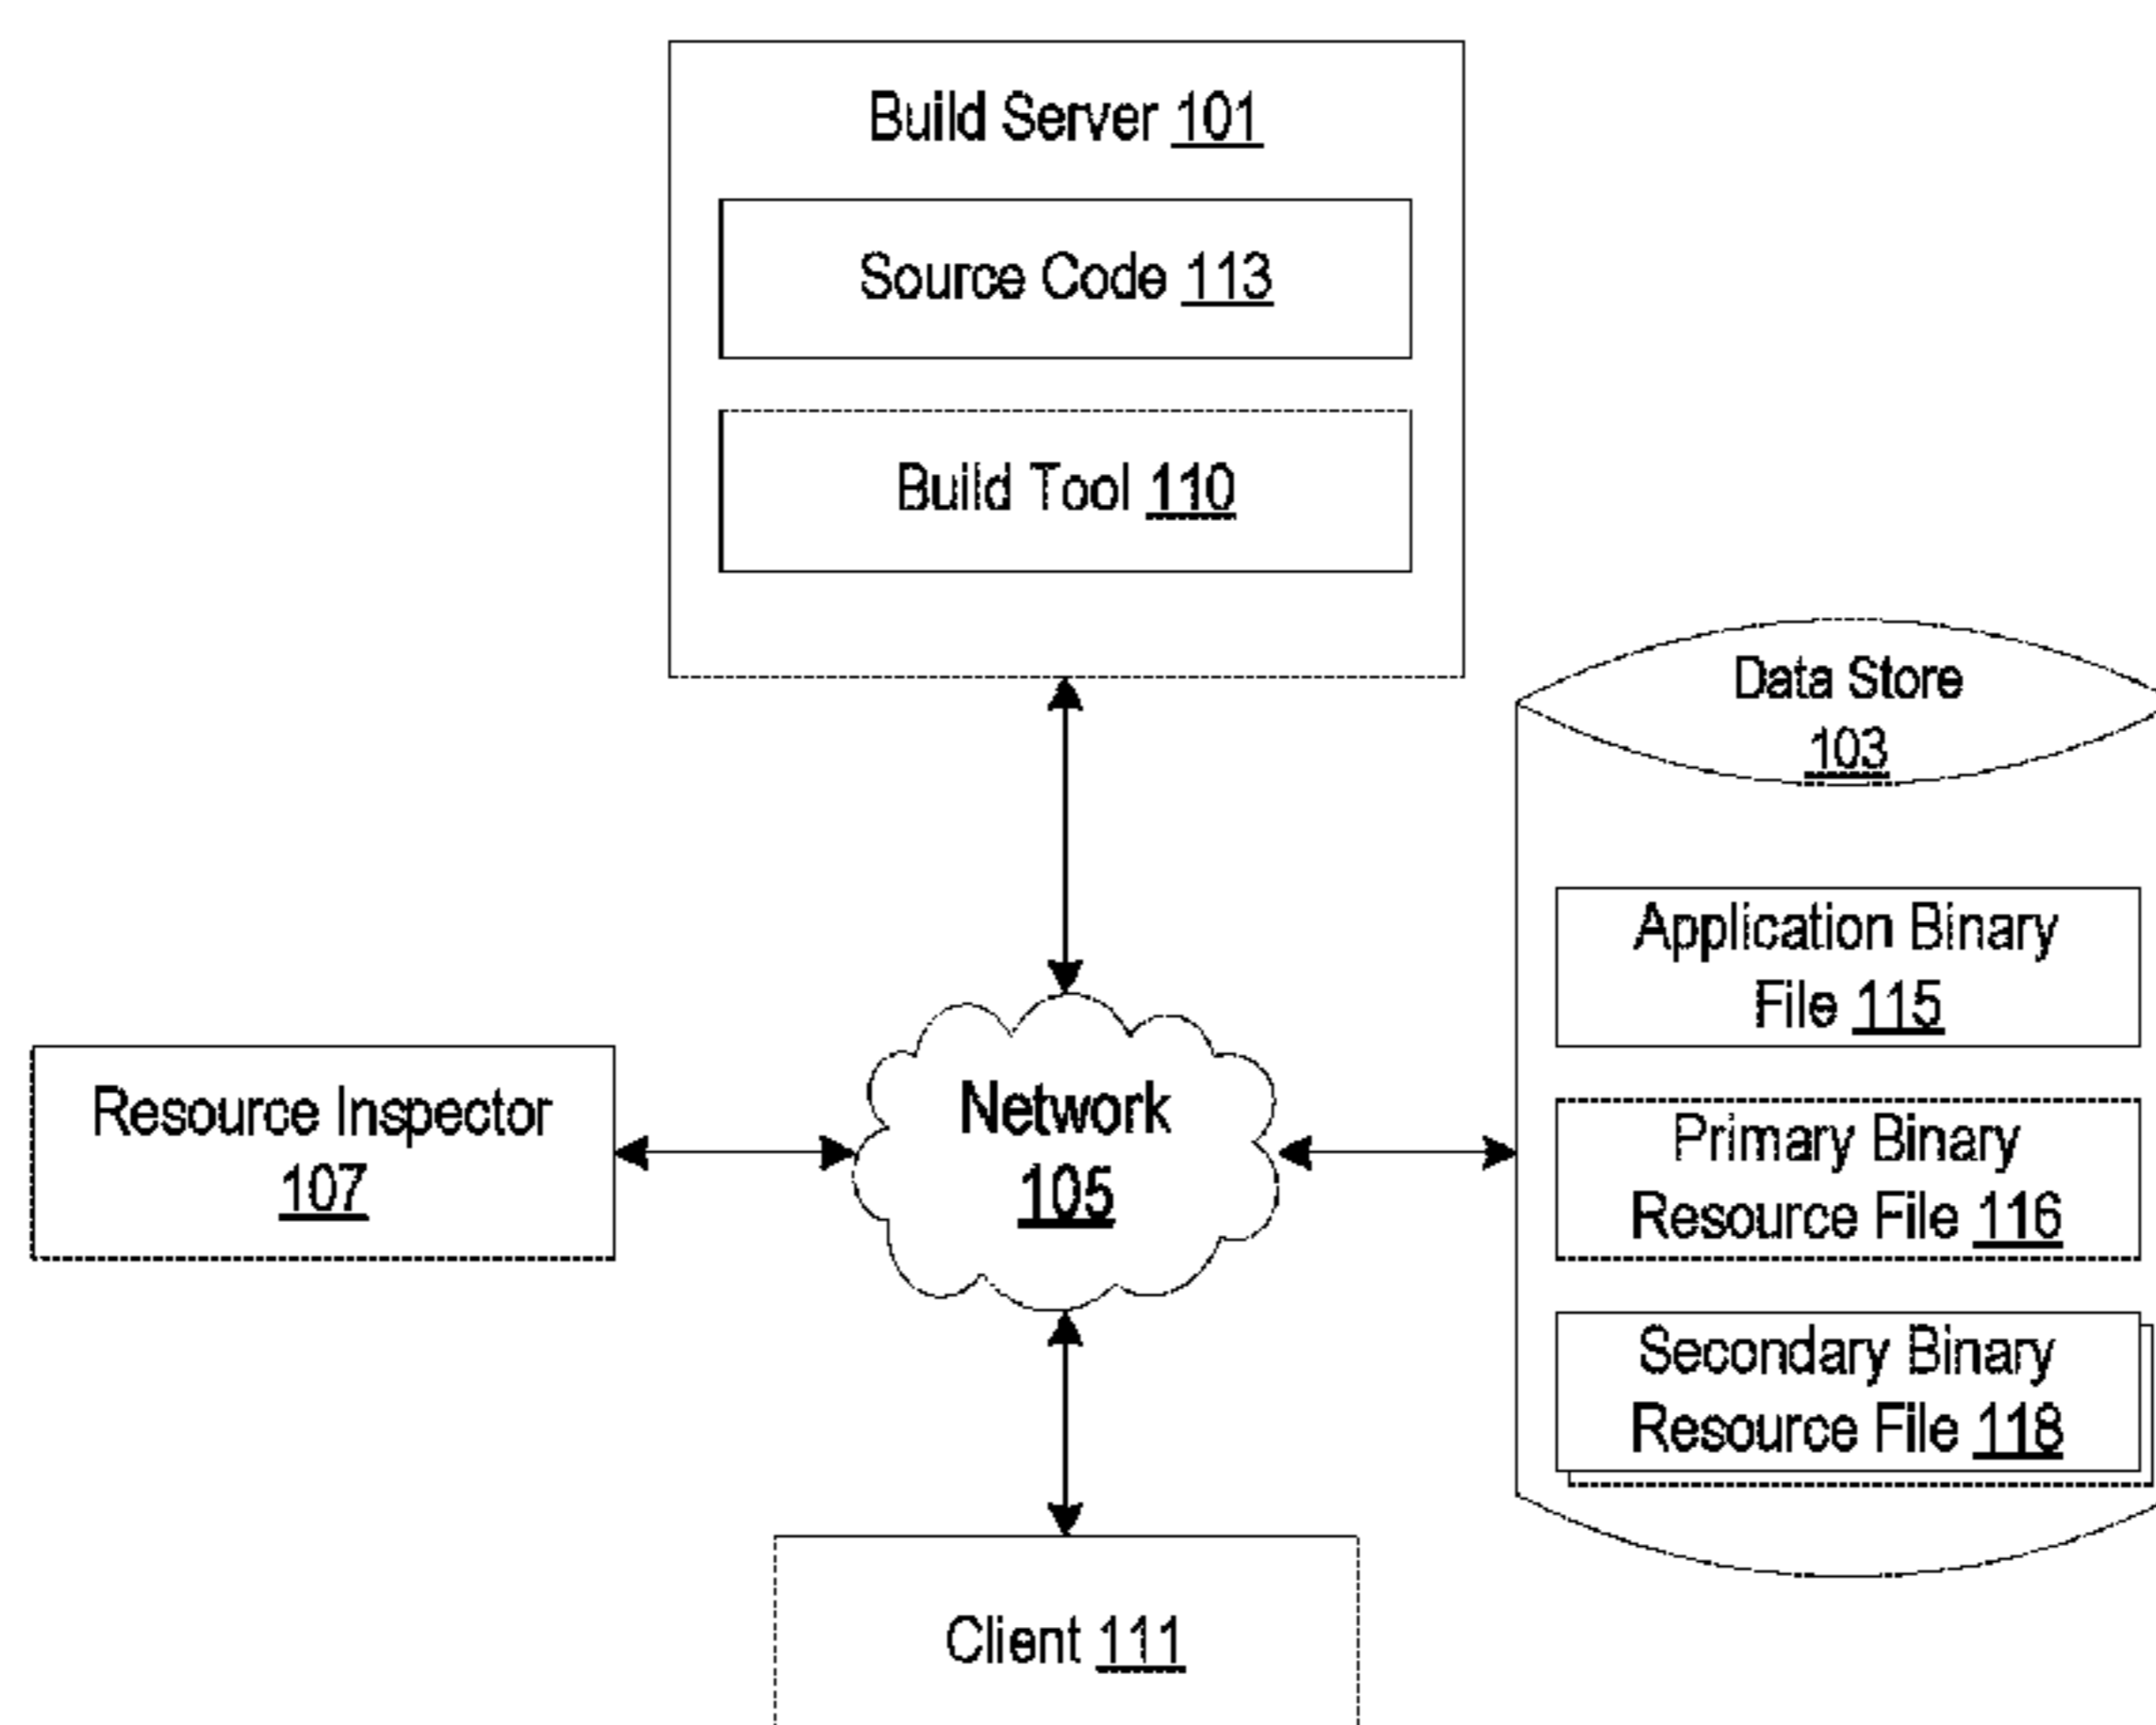 Build Server 101
Source Code 113
Build Tool 110
Data Store
103
Application Binary
File 115
Primary Binary
Resource File 116
Secondary Binary
Resource File 118
Resource Inspector
107
Network
105
Client 111